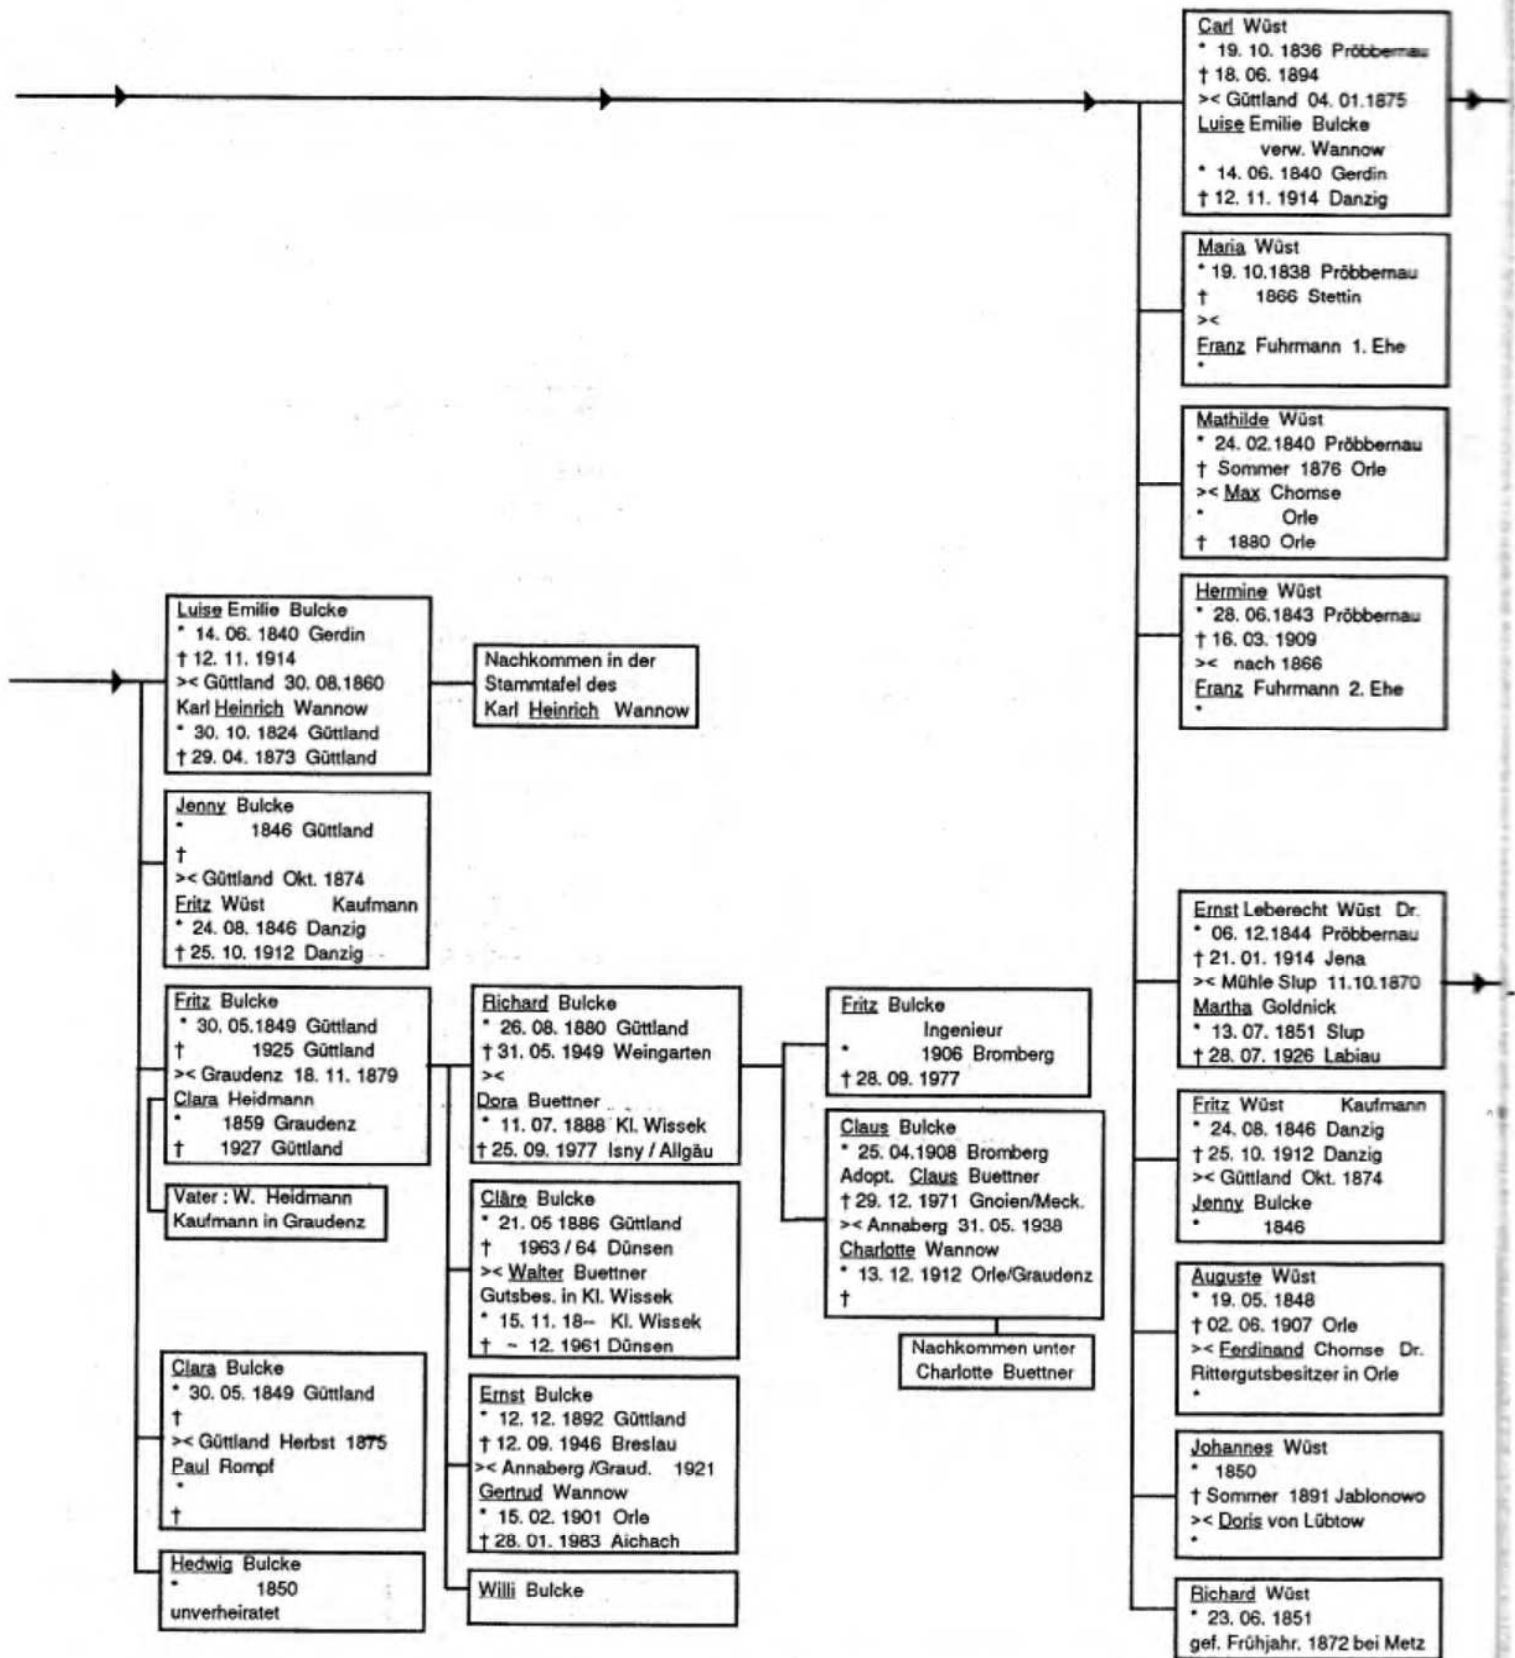 Carl Wüst
* 19. 10. 1836 Pröbbernau
† 18. 06. 1894
>< Güttland 04. 01.1875
Luise Emilie Bulcke
verw. Wannow
* 14. 06. 1840 Gerdin
† 12. 11. 1914 Danzig
Maria Wüst
* 19. 10.1838 Pröbbernau
† 1866 Stettin
><
Franz Fuhrmann 1. Ehe
*
Mathilde Wüst
* 24. 02.1840 Pröbbernau
† Sommer 1876 Orle
>< Max Chomse
* Orle
† 1880 Orle
Hermine Wüst
* 28. 06.1843 Pröbbernau
† 16. 03. 1909
>< nach 1866
Franz Fuhrmann 2. Ehe
*
Luise Emilie Bulcke
* 14. 06. 1840 Gerdin
† 12. 11. 1914
>< Güttland 30. 08.1860
Karl Heinrich Wannow
* 30. 10. 1824 Güttland
† 29. 04. 1873 Güttland
Nachkommen in der
Stammtafel des
Karl Heinrich Wannow
Jenny Bulcke
* 1846 Güttland
†
>< Güttland Okt. 1874
Fritz Wüst Kaufmann
* 24. 08. 1846 Danzig
† 25. 10. 1912 Danzig
Fritz Bulcke
* 30. 05.1849 Güttland
† 1925 Güttland
>< Graudenz 18. 11. 1879
Clara Heidmann
* 1859 Graudenz
† 1927 Güttland
Vater : W. Heidmann
Kaufmann in Graudenz
Clara Bulcke
* 30. 05. 1849 Güttland
†
>< Güttland Herbst 1875
Paul Rompf
*
†
Hedwig Bulcke
* 1850
unverheiratet
Richard Bulcke
* 26. 08. 1880 Güttland
† 31. 05. 1949 Weingarten
><
Dora Buettner
* 11. 07. 1888 Kl. Wissek
† 25. 09. 1977 Isny / Allgäu
Cläre Bulcke
* 21. 05 1886 Güttland
† 1963 / 64 Dünsen
>< Walter Buettner
Gutsbes. in Kl. Wissek
* 15. 11. 18-- Kl. Wissek
† ~ 12. 1961 Dünsen
Ernst Bulcke
* 12. 12. 1892 Güttland
† 12. 09. 1946 Breslau
>< Annaberg /Graud. 1921
Gertrud Wannow
* 15. 02. 1901 Orle
† 28. 01. 1983 Aichach
Willi Bulcke
Fritz Bulcke
Ingenieur
* 1906 Bromberg
† 28. 09. 1977
Claus Bulcke
* 25. 04.1908 Bromberg
Adopt. Claus Buettner
† 29. 12. 1971 Gnoien/Meck.
>< Annaberg 31. 05. 1938
Charlotte Wannow
* 13. 12. 1912 Orle/Graudenz
†
Nachkommen unter
Charlotte Buettner
Ernst Leberecht Wüst Dr.
* 06. 12.1844 Pröbbernau
† 21. 01. 1914 Jena
>< Mühle Slup 11.10.1870
Martha Goldnick
* 13. 07. 1851 Slup
† 28. 07. 1926 Labiau
Fritz Wüst Kaufmann
* 24. 08. 1846 Danzig
† 25. 10. 1912 Danzig
>< Güttland Okt. 1874
Jenny Bulcke
* 1846
Auguste Wüst
* 19. 05. 1848
† 02. 06. 1907 Orle
>< Ferdinand Chomse Dr.
Rittergutsbesitzer in Orle
*
Johannes Wüst
* 1850
† Sommer 1891 Jablonowo
>< Doris von Lübtow
*
Richard Wüst
* 23. 06. 1851
gef. Frühjahr. 1872 bei Metz